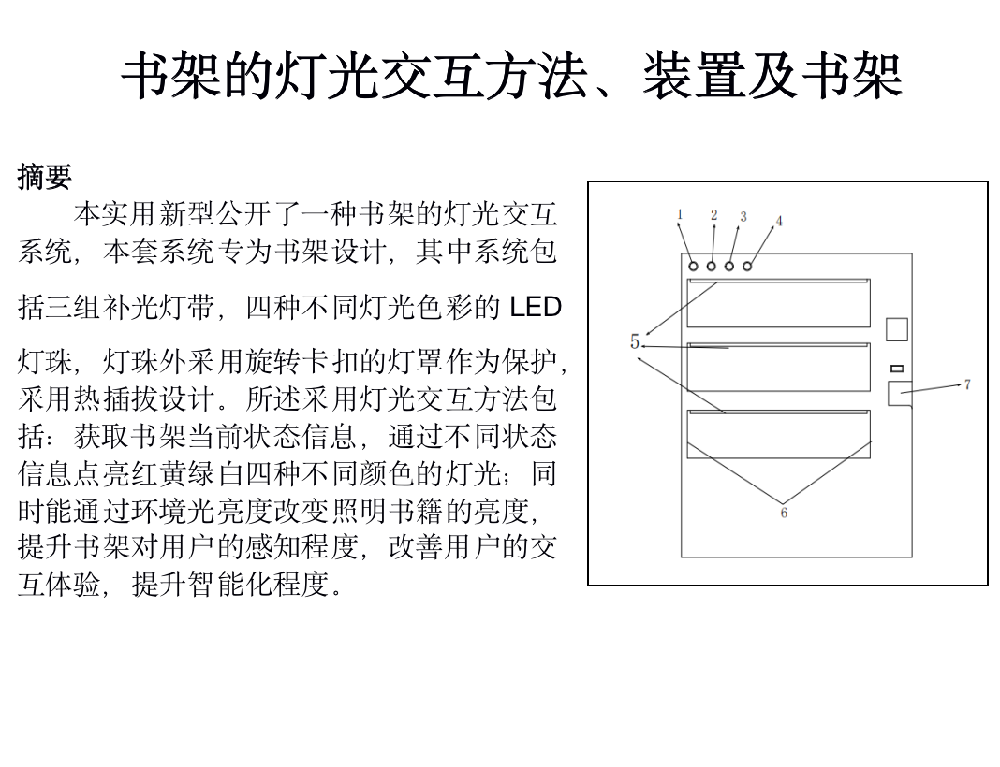 书架的灯光交互方法、装置及书架
摘要
本实用新型公开了一种书架的灯光交互
系统，本套系统专为书架设计，其中系统包
括三组补光灯带，四种不同灯光色彩的 LED
灯珠，灯珠外采用旋转卡扣的灯罩作为保护，
采用热插拔设计。所述采用灯光交互方法包
括：获取书架当前状态信息，通过不同状态
信息点亮红黄绿白四种不同颜色的灯光；同
时能通过环境光亮度改变照明书籍的亮度，
提升书架对用户的感知程度，改善用户的交
互体验，提升智能化程度。
1 2 3 4
5
7
6